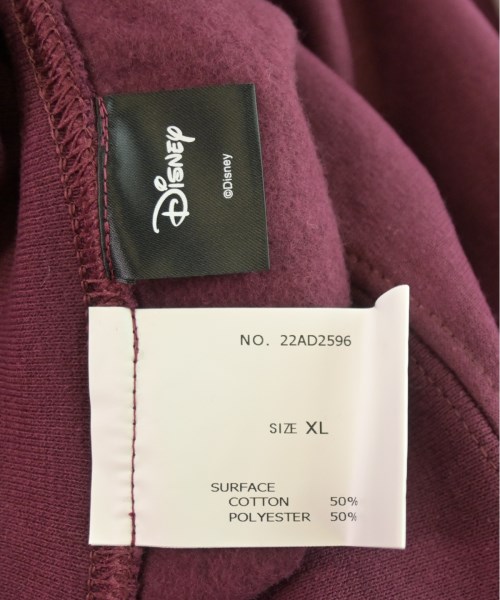 Disney
©Disney
NO. 22AD2596
SIZE XL
SURFACE
COTTON 50%
POLYESTER 50%